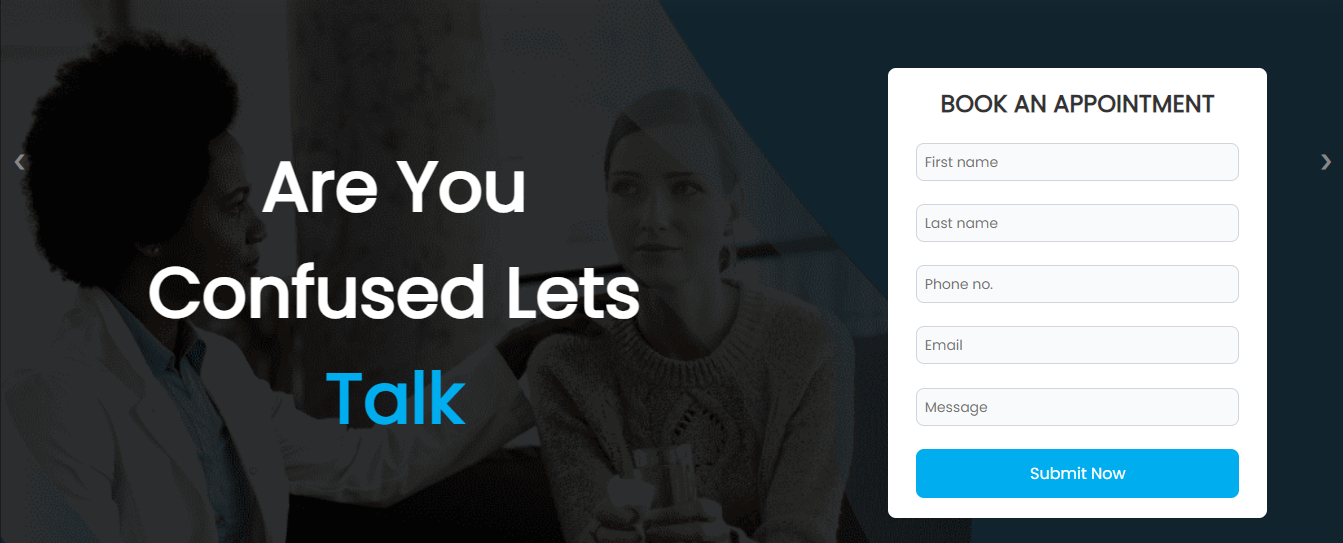 Are You
Confused Lets
Talk
BOOK AN APPOINTMENT
First name
Last name
Phone no.
Email
Message
Submit Now